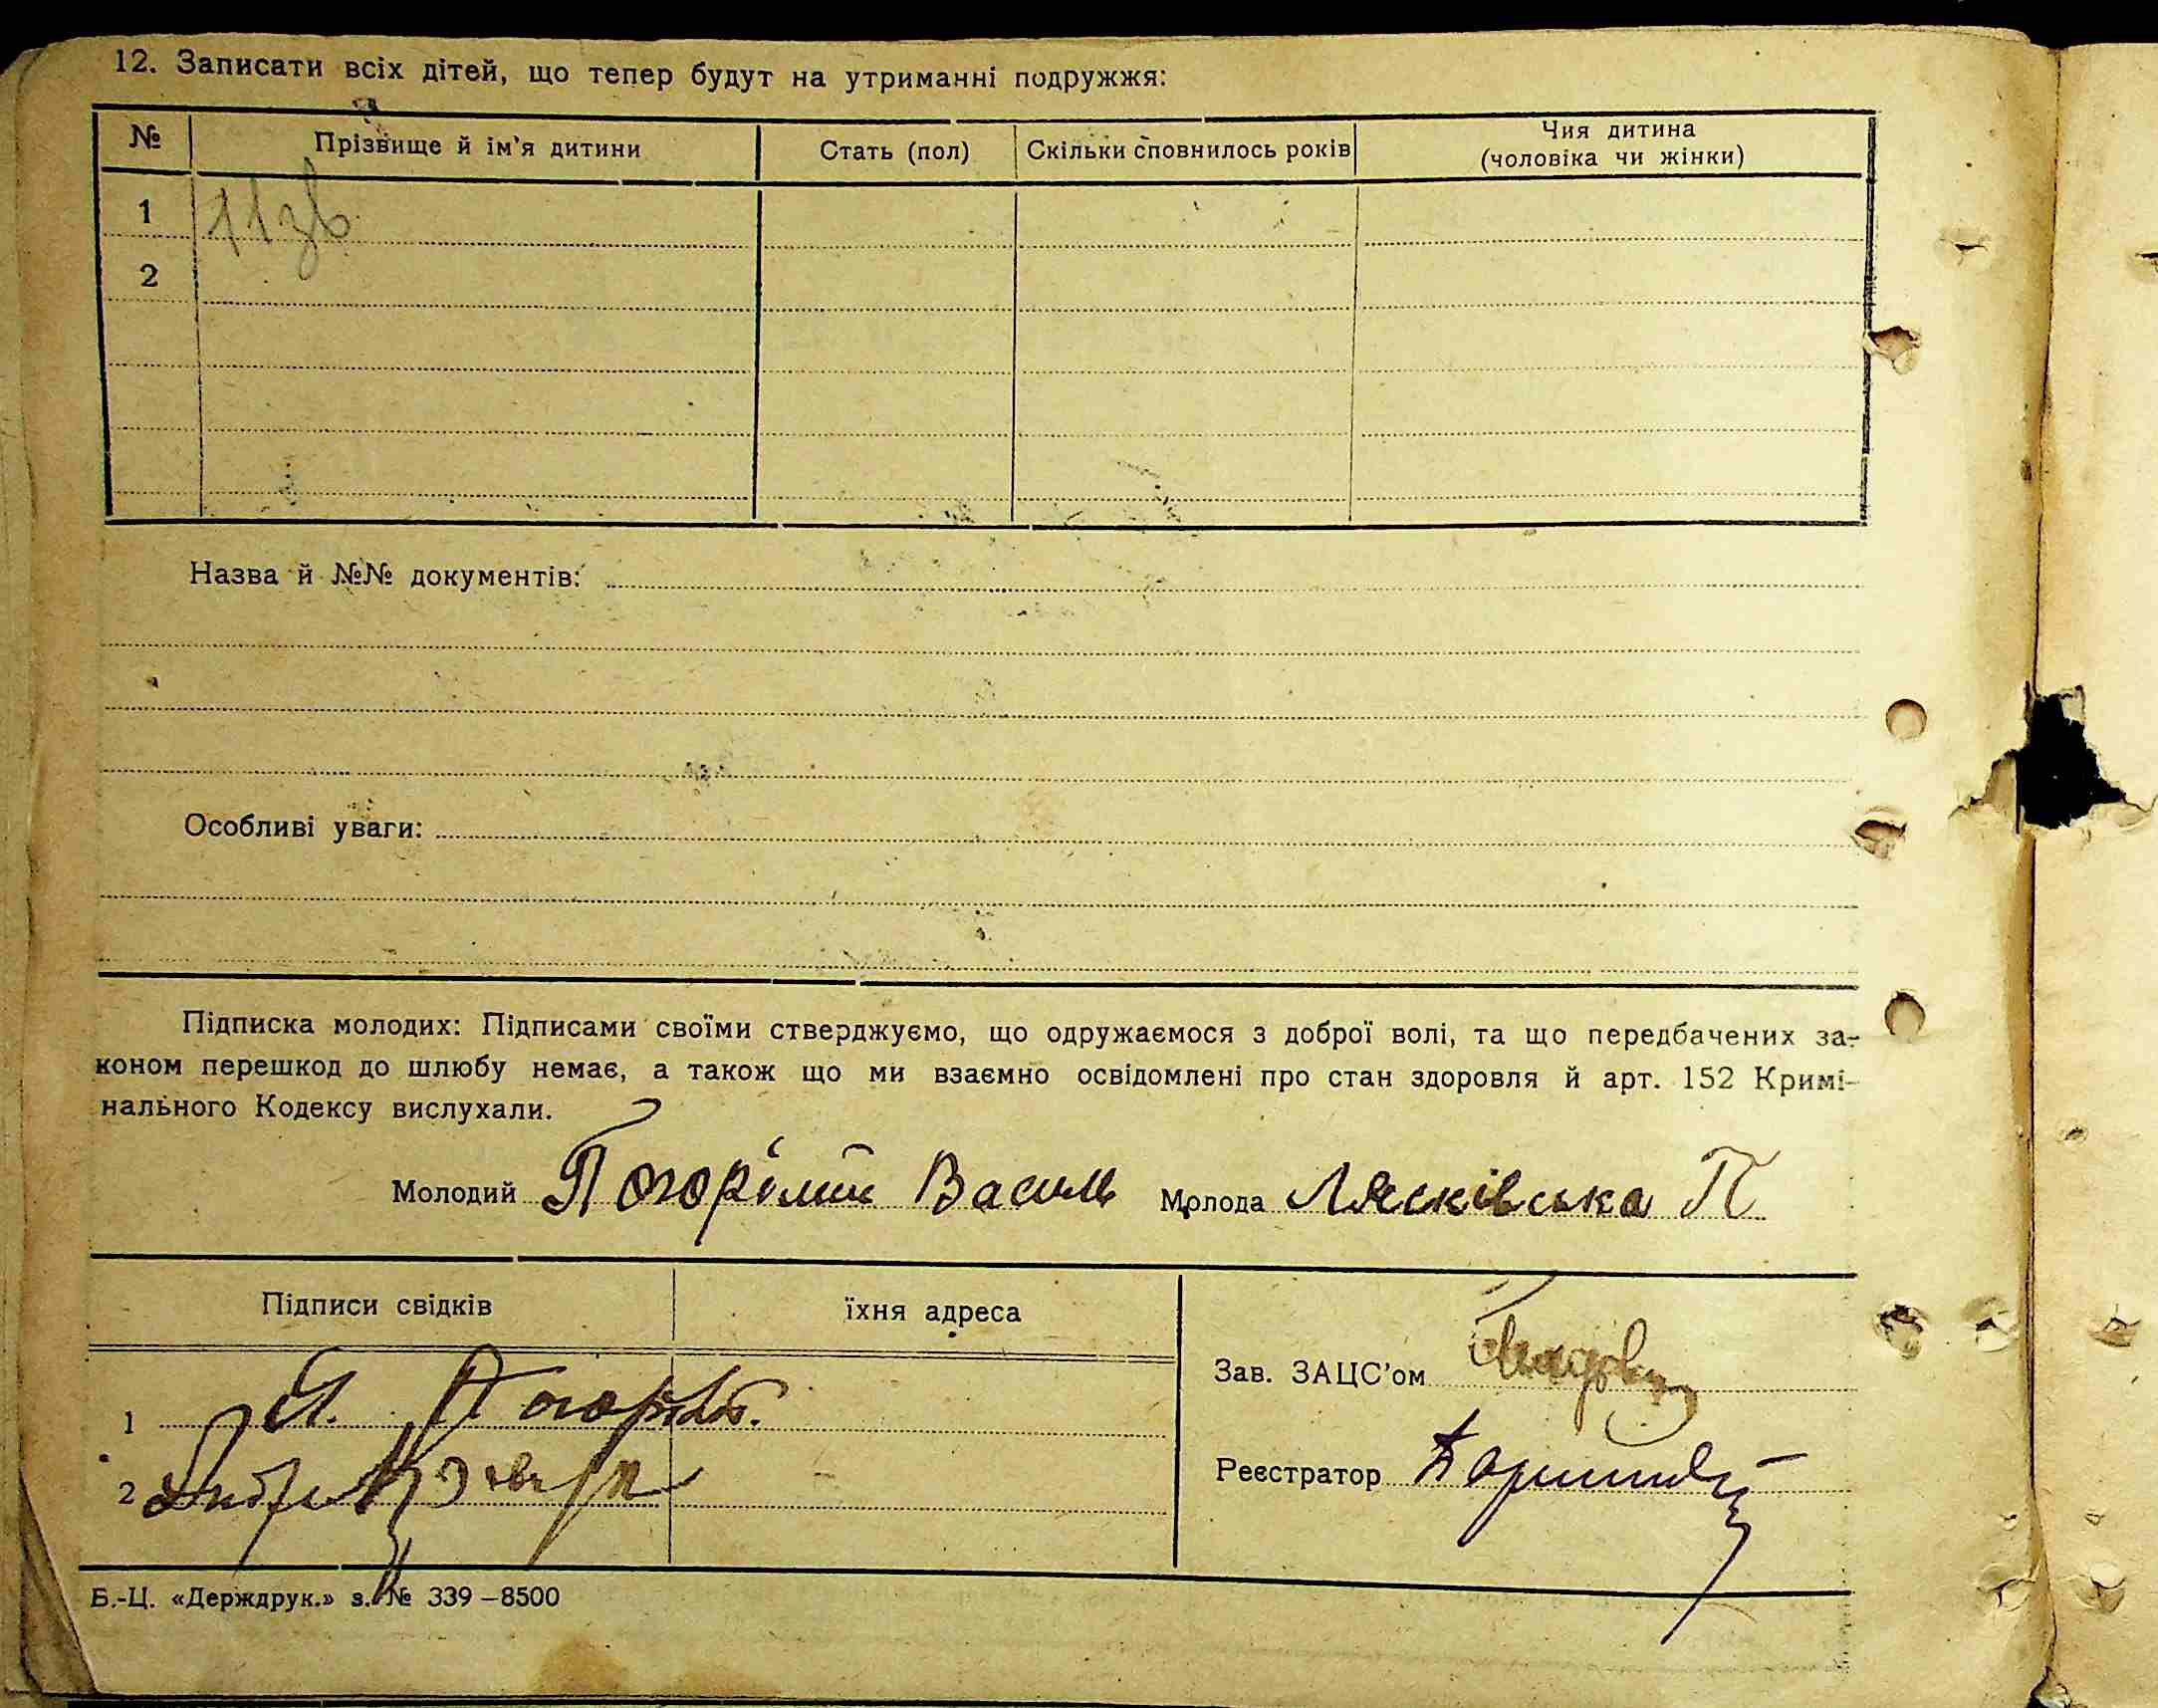 12. Записати всіх дітей, що тепер будут на утриманні подружжя:
№ Прізвище й ім'я дитини Стать (пол) Скільки сповнилось років Чия дитина (чоловіка чи жінки)
1
2
Назва й №№ документів:
Особливі уваги:
Підписка молодих: Підписами своїми стверджуємо, що одружаємося з доброї волі, та що передбачених за-
коном перешкод до шлюбу немає, а також що ми взаємно освідомлені про стан здоровля й арт. 152 Кримі-
нального Кодексу вислухали.
Молодий Погорілий Василь Молода Лясківська П
Підписи свідків їхня адреса
Зав. ЗАЦС'ом
1
Реєстратор
2
Б.-Ц. «Держдрук.» з. № 339-8500